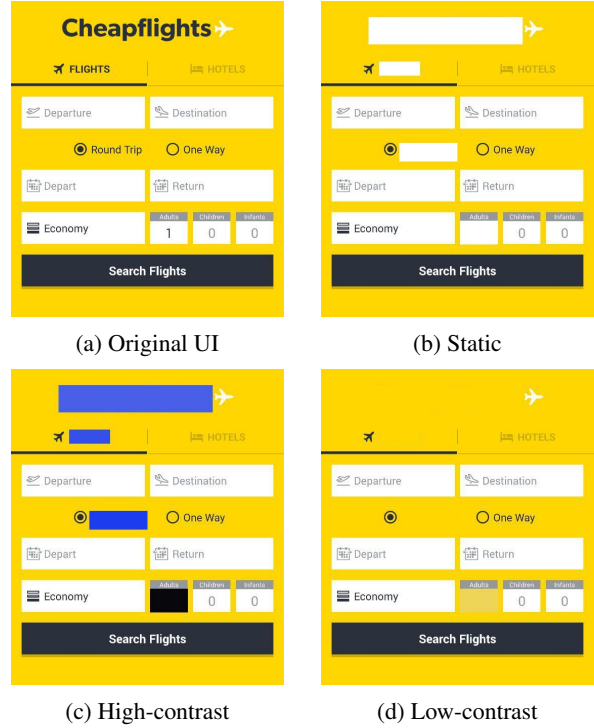 Cheapflights
FLIGHTS HOTELS
HOTELS
Departure Destination
Departure Destination
Round Trip One Way
One Way
Depart Return
Depart Return
Adults Children Infants
Adults Children Infants
Economy 1 0 0
Economy 0 0
Search Flights
Search Flights
(a) Original UI
(b) Static
HOTELS
HOTELS
Departure Destination
Departure Destination
One Way
One Way
Depart Return
Depart Return
Adults Children Infants
Adults Children Infants
Economy 0 0
Economy 0 0
Search Flights
Search Flights
(c) High-contrast
(d) Low-contrast